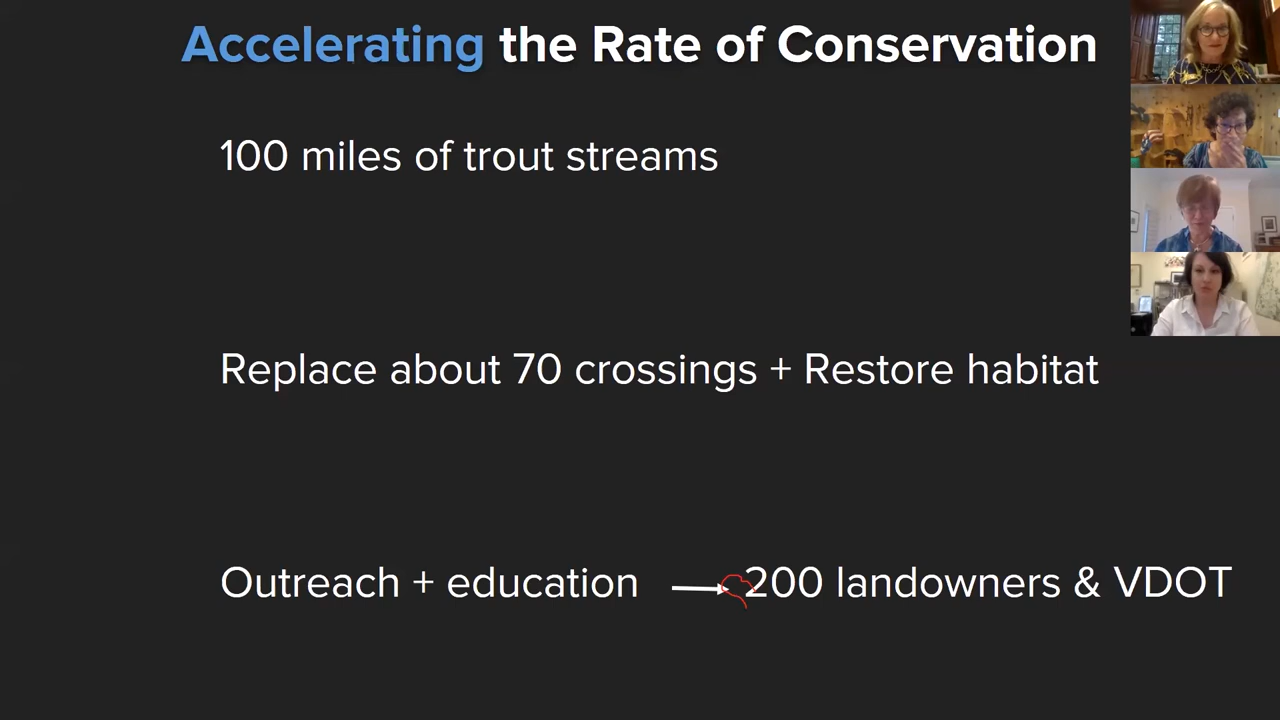 Accelerating the Rate of Conservation
100 miles of trout streams
Replace about 70 crossings + Restore habitat
Outreach + education → 200 landowners & VDOT